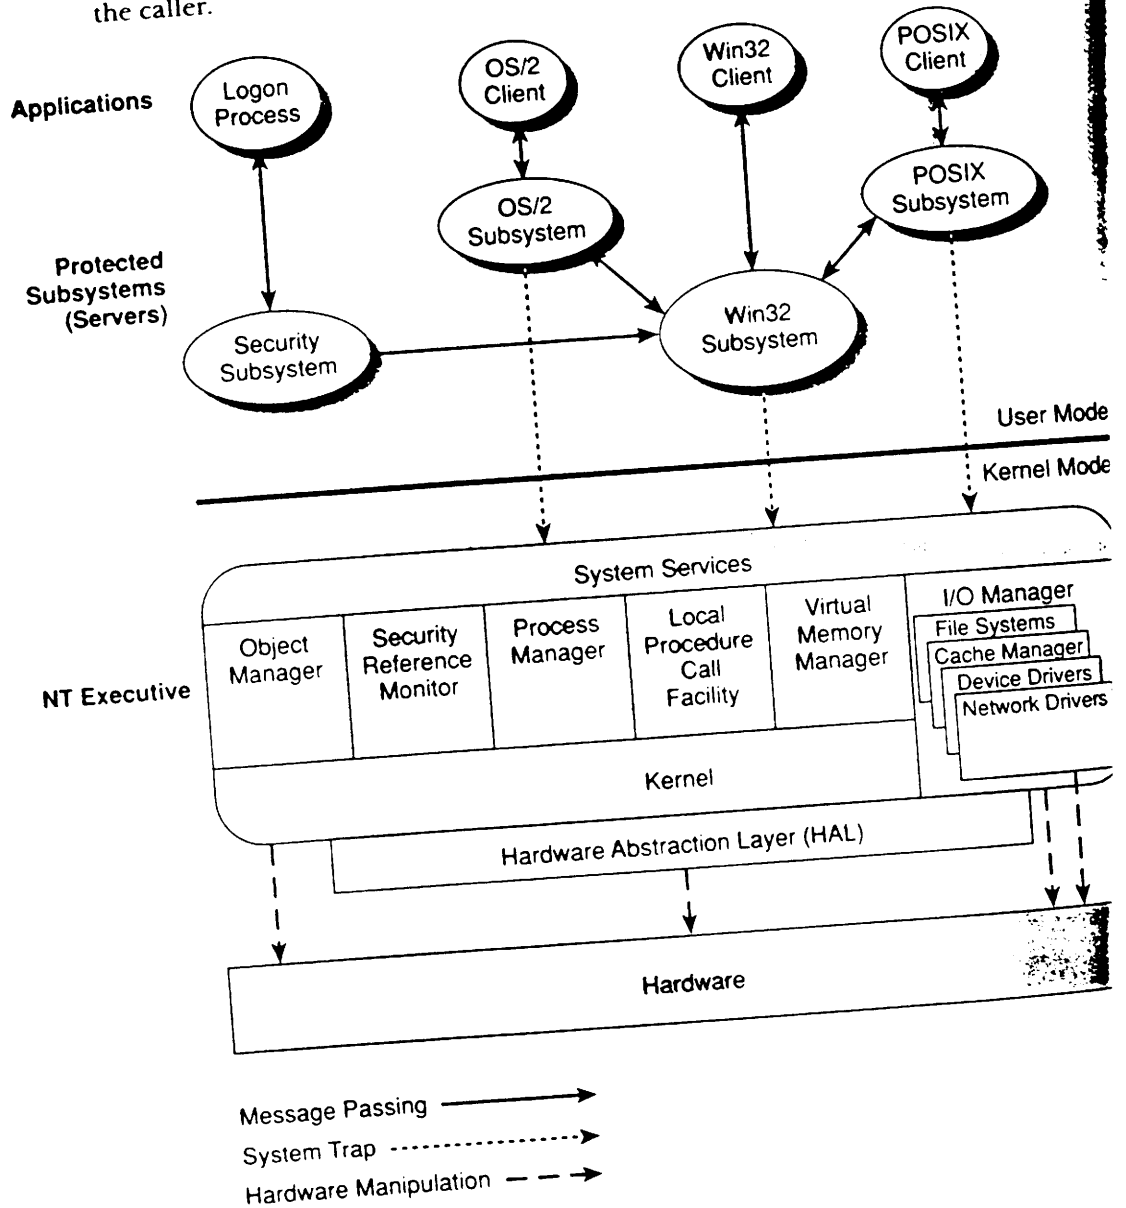 the caller.
Applications
Logon
Process
OS/2
Client
Win32
Client
POSIX
Client
Protected
Subsystems
(Servers)
OS/2
Subsystem
POSIX
Subsystem
Security
Subsystem
Win32
Subsystem
User Mode
Kernel Mode
NT Executive
System Services
Object
Manager
Security
Reference
Monitor
Process
Manager
Local
Procedure
Call
Facility
Virtual
Memory
Manager
I/O Manager
File Systems
Cache Manager
Device Drivers
Network Drivers
Kernel
Hardware Abstraction Layer (HAL)
Hardware
Message Passing
System Trap
Hardware Manipulation